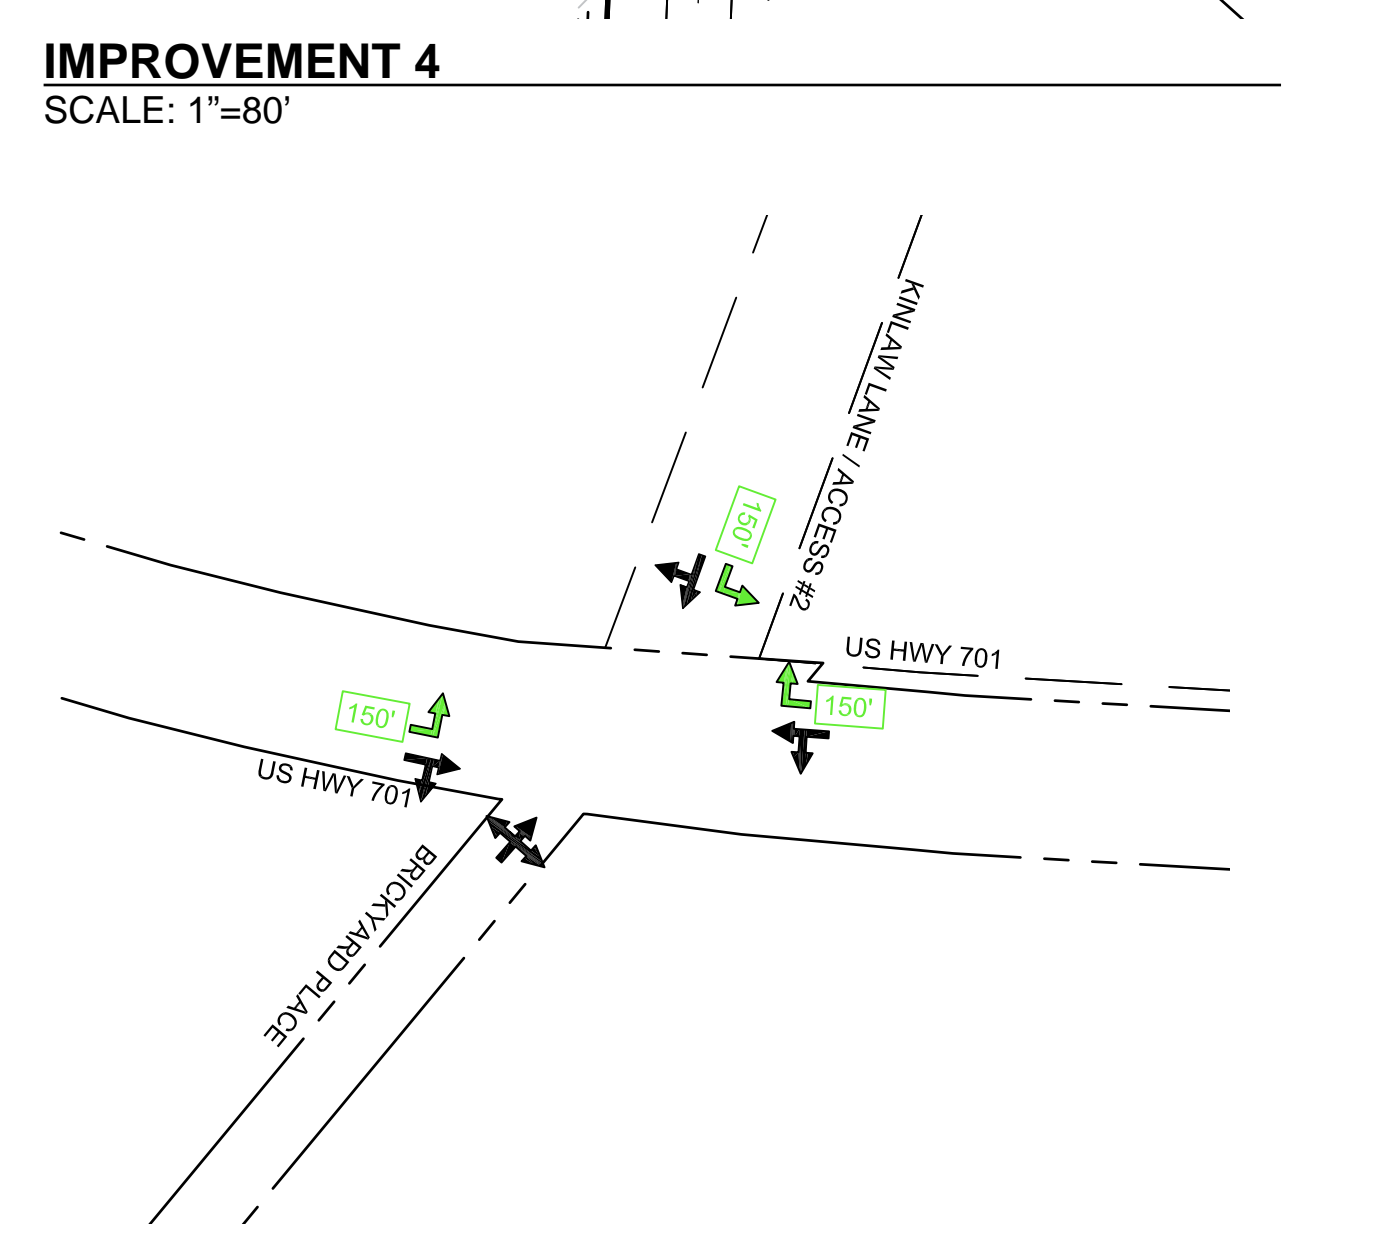 IMPROVEMENT 4
SCALE: 1”=80’
KINLAW LANE / ACCESS #2
150'
US HWY 701
150'
150'
US HWY 701
BRICKYARD PLACE